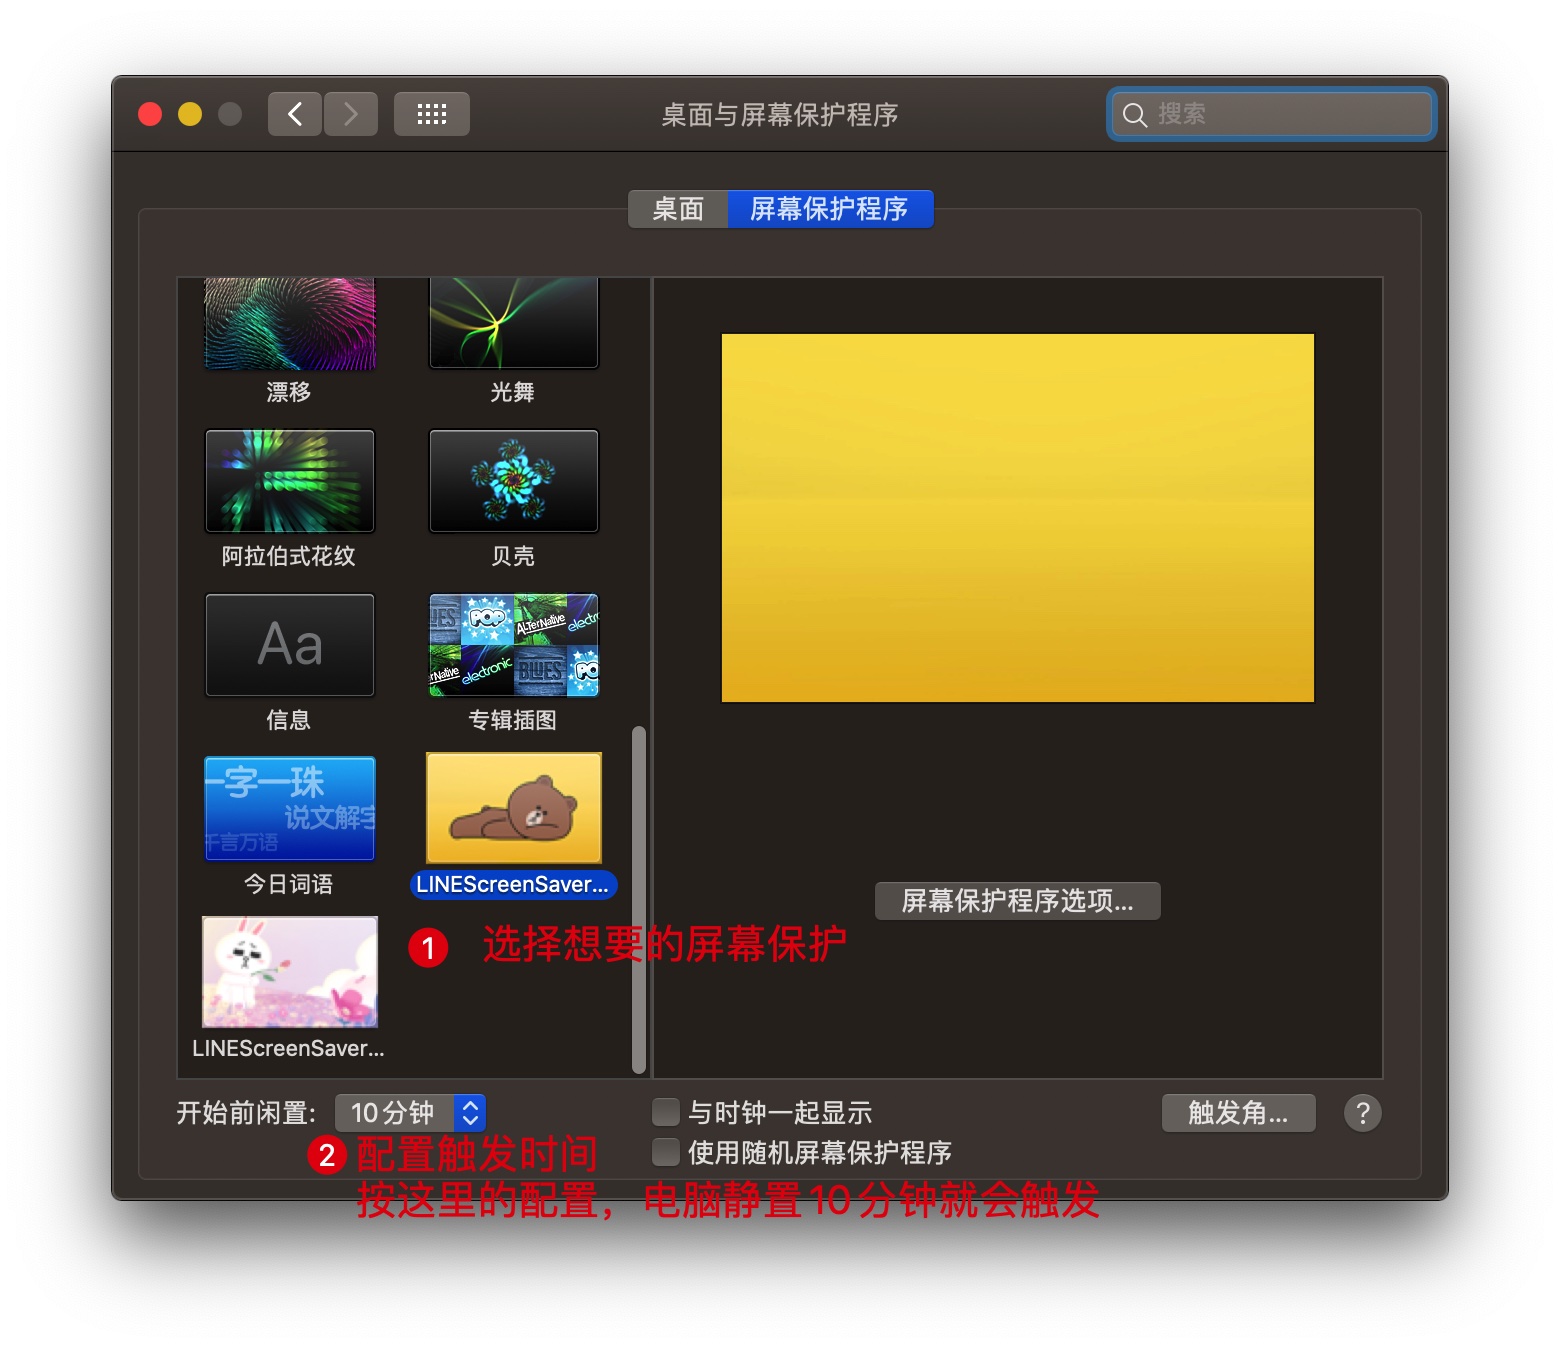 桌面与屏幕保护程序
搜索
桌面
屏幕保护程序
漂移
光舞
阿拉伯式花纹
贝壳
Aa
POP
ALTerNative
electronic
BLUES
信息
专辑插图
一字一珠
说文解字
千言万语
今日词语
LINEScreenSaver...
屏幕保护程序选项...
1 选择想要的屏幕保护
LINEScreenSaver...
开始前闲置:
10分钟
与时钟一起显示
触发角...
?
2 配置触发时间
使用随机屏幕保护程序
按这里的配置，电脑静置10分钟就会触发